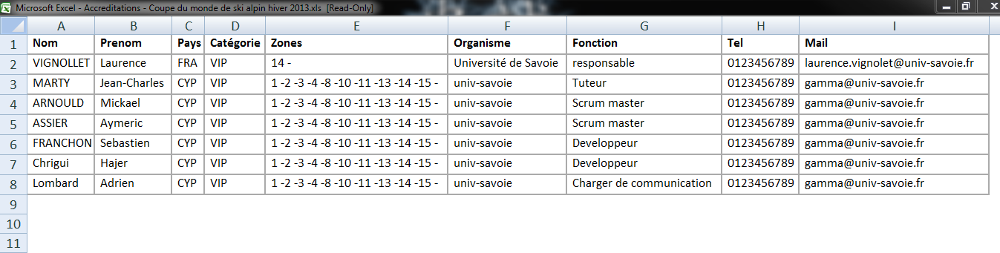 Microsoft Excel - Accreditations - Coupe du monde de ski alpin hiver 2013.xls [Read-Only]
A B C D E F G H I
1 Nom Prenom Pays Catégorie Zones Organisme Fonction Tel Mail
2 VIGNOLLET Laurence FRA VIP 14 - Université de Savoie responsable 0123456789 laurence.vignolet@univ-savoie.fr
3 MARTY Jean-Charles CYP VIP 1 -2 -3 -4 -8 -10 -11 -13 -14 -15 - univ-savoie Tuteur 0123456789 gamma@univ-savoie.fr
4 ARNOULD Mickael CYP VIP 1 -2 -3 -4 -8 -10 -11 -13 -14 -15 - univ-savoie Scrum master 0123456789 gamma@univ-savoie.fr
5 ASSIER Aymeric CYP VIP 1 -2 -3 -4 -8 -10 -11 -13 -14 -15 - univ-savoie Scrum master 0123456789 gamma@univ-savoie.fr
6 FRANCHON Sebastien CYP VIP 1 -2 -3 -4 -8 -10 -11 -13 -14 -15 - univ-savoie Developpeur 0123456789 gamma@univ-savoie.fr
7 Chrigui Hajer CYP VIP 1 -2 -3 -4 -8 -10 -11 -13 -14 -15 - univ-savoie Developpeur 0123456789 gamma@univ-savoie.fr
8 Lombard Adrien CYP VIP 1 -2 -3 -4 -8 -10 -11 -13 -14 -15 - univ-savoie Charger de communication 0123456789 gamma@univ-savoie.fr
9
10
11